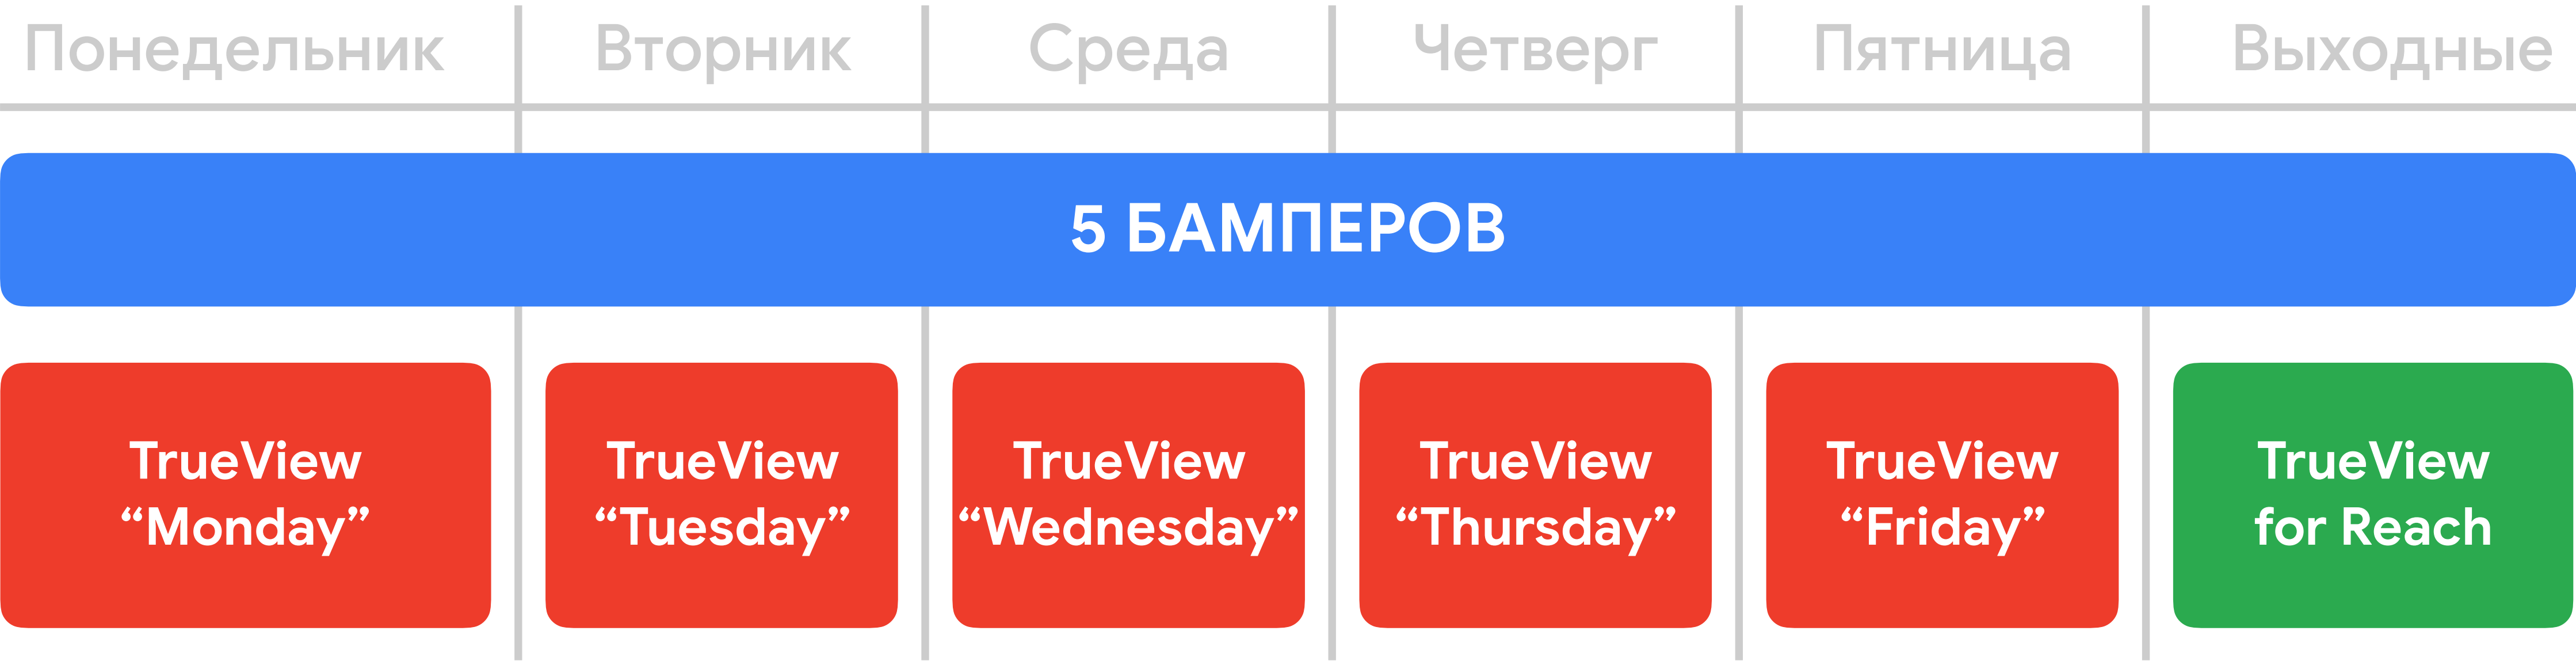 Понедельник Вторник Среда Четверг Пятница Выходные
5 БАМПЕРОВ
TrueView
“Monday”
TrueView
“Tuesday”
TrueView
“Wednesday”
TrueView
“Thursday”
TrueView
“Friday”
TrueView
for Reach